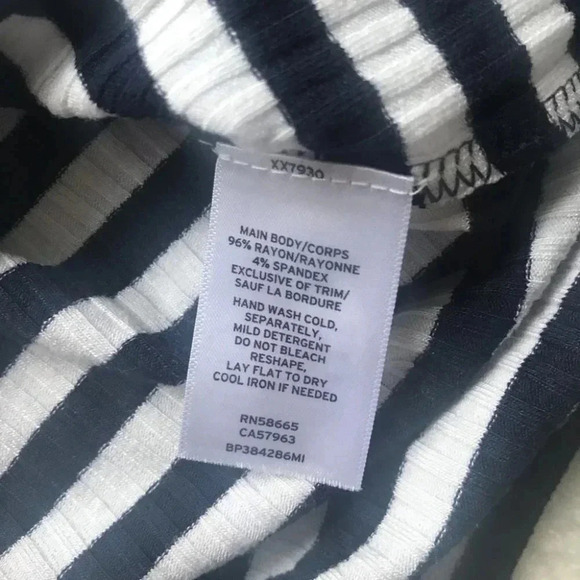 XX7930
MAIN BODY/CORPS
96% RAYON/RAYONNE
4% SPANDEX
EXCLUSIVE OF TRIM/
SAUF LA BORDURE
HAND WASH COLD,
SEPARATELY,
MILD DETERGENT
DO NOT BLEACH
RESHAPE,
LAY FLAT TO DRY
COOL IRON IF NEEDED
RN58665
CA57963
BP384286MI